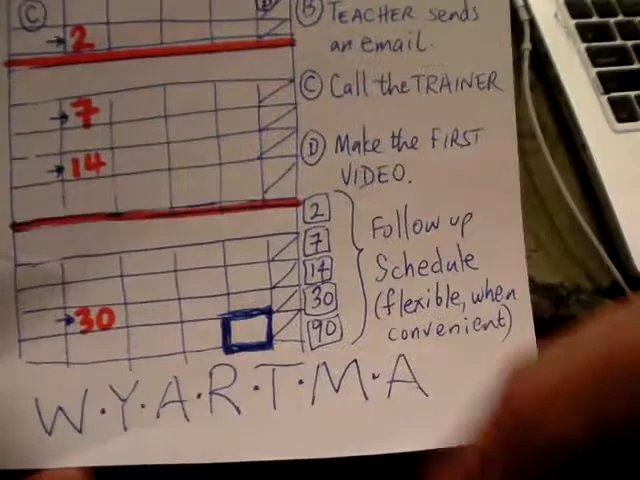 C
→2
→7
→14
→30
B TEACHER sends
an email.
C Call the TRAINER
D Make the FIRST
VIDEO.
2
7
14
30
90
Follow up
Schedule
(flexible, when
convenient)
W.Y.A.R.T.M.A